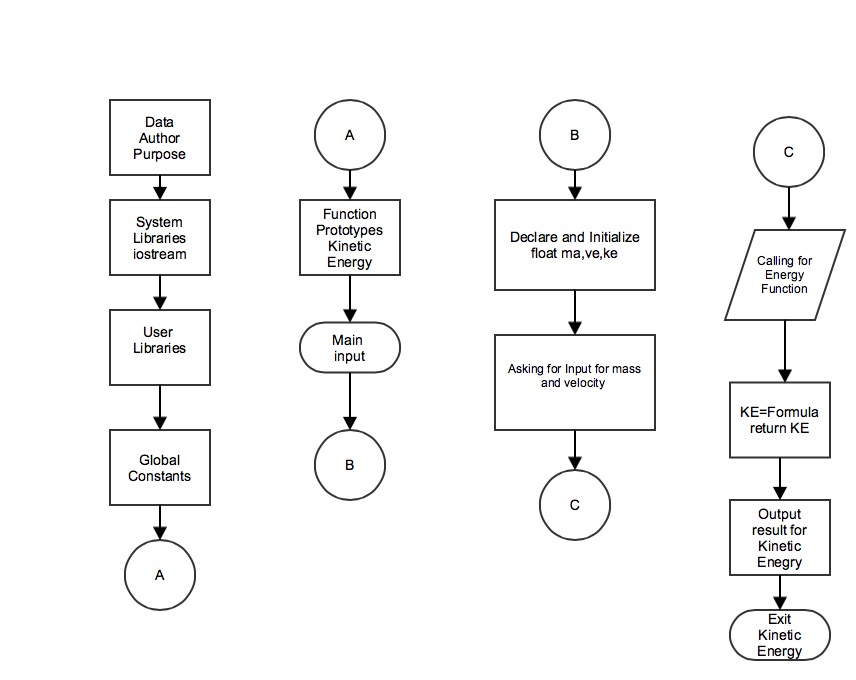 Data
Author
Purpose
System
Libraries
iostream
User
Libraries
Global
Constants
A
A
Function
Prototypes
Kinetic
Energy
Main
input
B
B
Declare and Initialize
float ma,ve,ke
Asking for Input for mass
and velocity
C
C
Calling for
Energy
Function
KE=Formula
return KE
Output
result for
Kinetic
Enegry
Exit
Kinetic
Energy